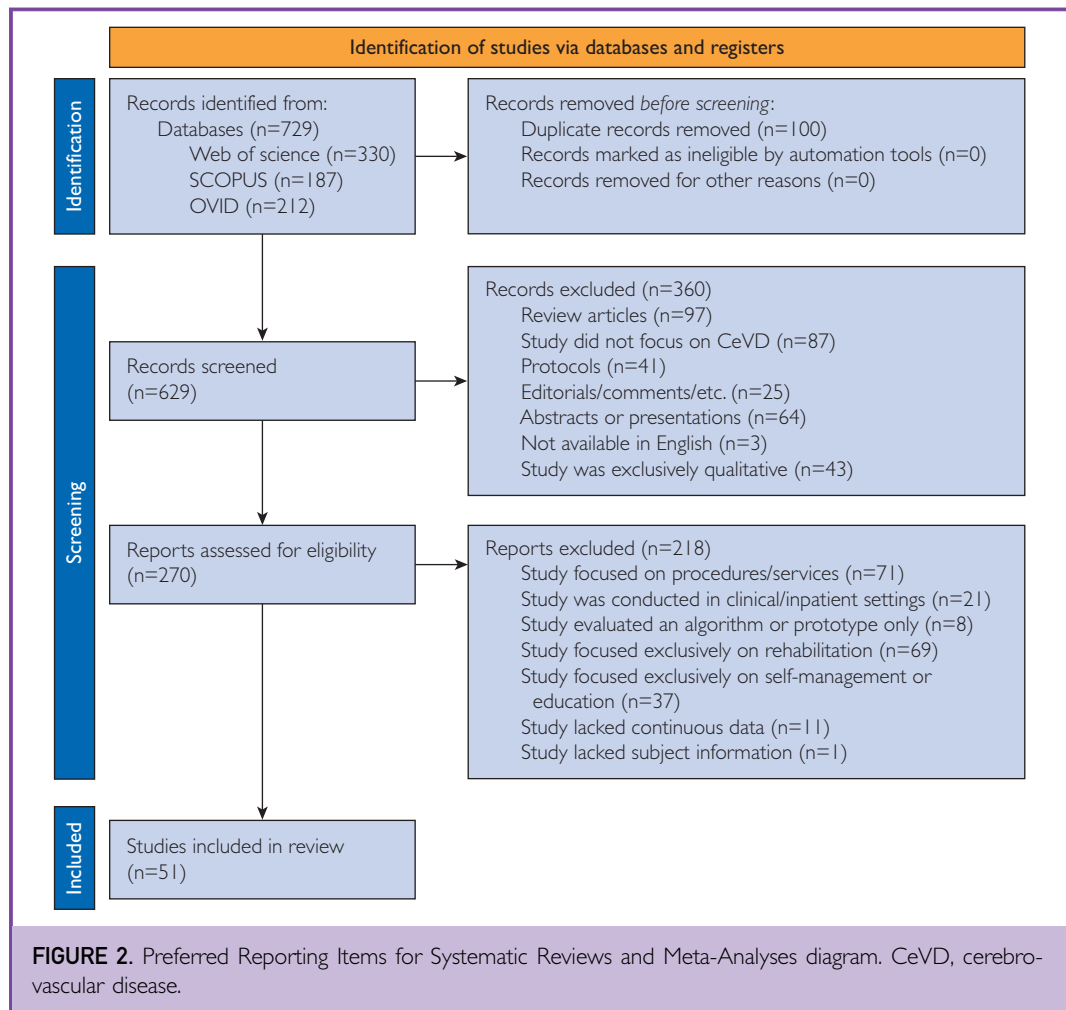 Identification of studies via databases and registers
Identification
Records identified from:
Databases (n=729)
Web of science (n=330)
SCOPUS (n=187)
OVID (n=212)
Records removed before screening:
Duplicate records removed (n=100)
Records marked as ineligible by automation tools (n=0)
Records removed for other reasons (n=0)
Screening
Records screened
(n=629)
Records excluded (n=360)
Review articles (n=97)
Study did not focus on CeVD (n=87)
Protocols (n=41)
Editorials/comments/etc. (n=25)
Abstracts or presentations (n=64)
Not available in English (n=3)
Study was exclusively qualitative (n=43)
Reports assessed for eligibility
(n=270)
Reports excluded (n=218)
Study focused on procedures/services (n=71)
Study was conducted in clinical/inpatient settings (n=21)
Study evaluated an algorithm or prototype only (n=8)
Study focused exclusively on rehabilitation (n=69)
Study focused exclusively on self-management or
education (n=37)
Study lacked continuous data (n=11)
Study lacked subject information (n=1)
Included
Studies included in review
(n=51)
FIGURE 2. Preferred Reporting Items for Systematic Reviews and Meta-Analyses diagram. CeVD, cerebro-
vascular disease.